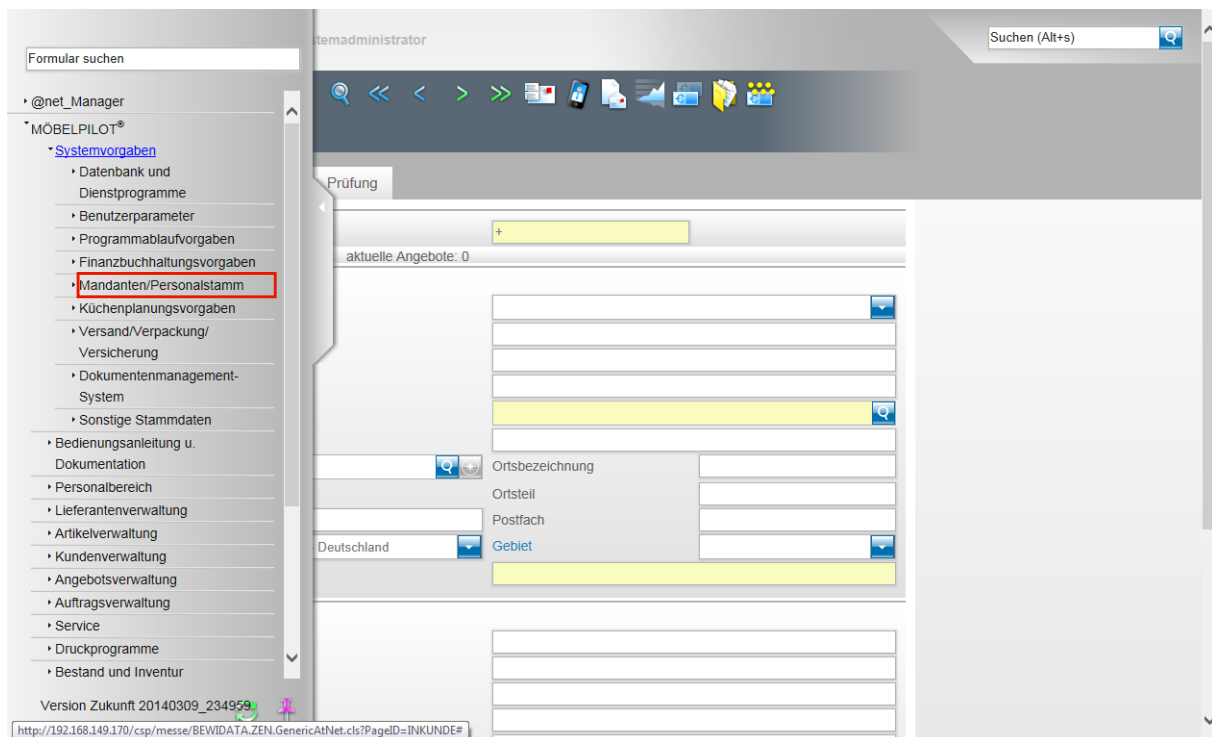 stemadministrator
Suchen (Alt+s)
Formular suchen
@net_Manager
MÖBELPILOT®
Systemvorgaben
Datenbank und
Dienstprogramme
Benutzerparameter
Programmablaufvorgaben
Finanzbuchhaltungsvorgaben
Mandanten/Personalstamm
Küchenplanungsvorgaben
Versand/Verpackung/
Versicherung
Dokumentenmanagement-
System
Sonstige Stammdaten
Bedienungsanleitung u.
Dokumentation
Personalbereich
Lieferantenverwaltung
Artikelverwaltung
Kundenverwaltung
Angebotsverwaltung
Auftragsverwaltung
Service
Druckprogramme
Bestand und Inventur
Version Zukunft 20140309_234959.
http://192.168.149.170/csp/messe/BEWIDATA.ZEN.GenericAtNet.cls?PageID=INKUNDE#
Prüfung
+
aktuelle Angebote: 0
Ortsbezeichnung
Ortsteil
Postfach
Deutschland
Gebiet